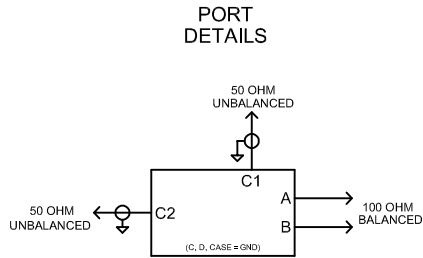 PORT
DETAILS
50 OHM
UNBALANCED
C1
A
100 OHM
BALANCED
B
50 OHM
UNBALANCED
C2
(C, D, CASE = GND)